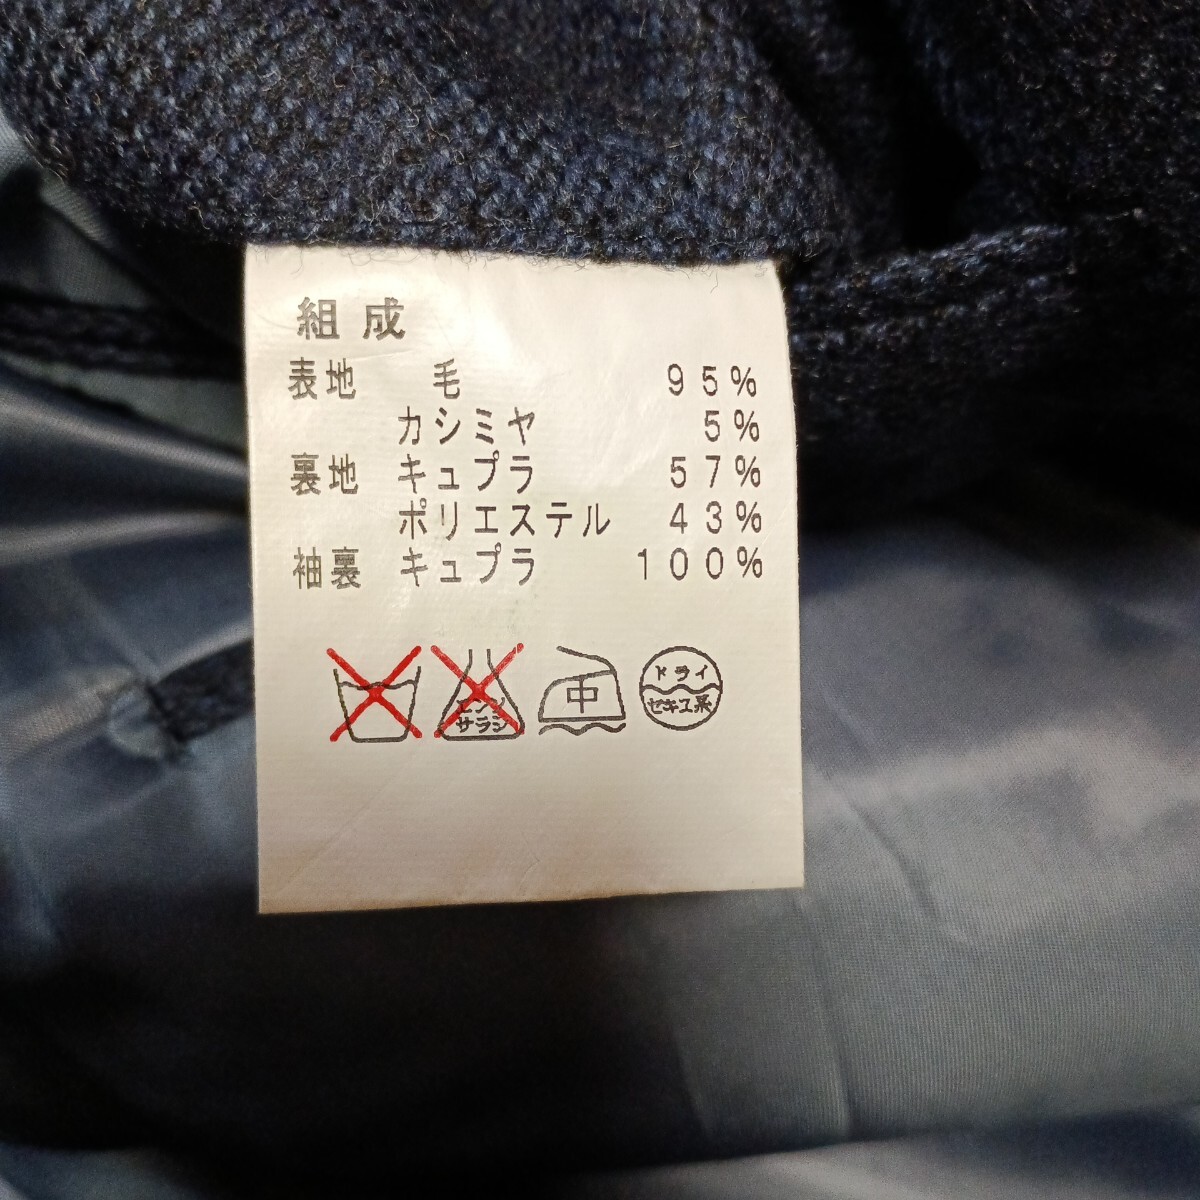 組成
表地 毛 95%
カシミヤ 5%
裏地 キュプラ 57%
ポリエステル 43%
袖裏 キュプラ 100%
エンソ
サラシ
中
ドライ
セキユ系